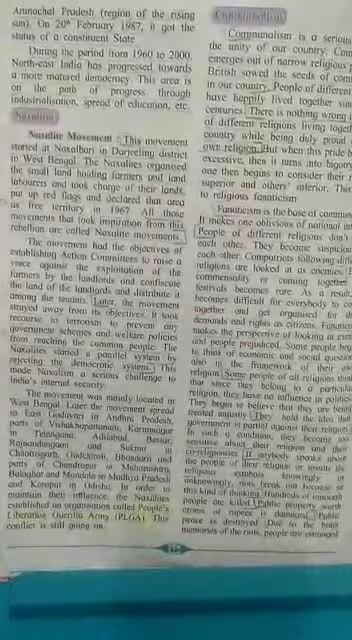 Arunachal Pradesh (region of the rising
sun). On 20th February 1987, it got the
status of a constituent State
During the period from 1960 to 2000,
North-east India has progressed towards
a more matured democracy. This area is
on the path of progress through
industrialisation, spread of education, etc.
Naxalism
Naxalite Movement : This movement
started at Naxalbari in Darjeeling district
in West Bengal. The Naxalites organised
the small land holding farmers and land
labourers and took charge of their lands,
put up red flags and declared that area
as 'free territory' in 1967. All those
movements that took inspiration from this
rebellion are called Naxalite movements.
The movement had the objectives of
establishing Action Committees to raise a
voice against the exploitation of the
farmers by the landlords and confiscate
the land of the landlords and distribute it
among the tenants. Later, the movement
strayed away from its objectives. It took
recourse to terrorism to prevent any
government schemes and welfare policies
from reaching the common people. The
Naxalites started a parallel system by
rejecting the democratic system. This
made Naxalism a serious challenge to
India's internal security.
The movement was mainly located in
West Bengal. Later the movement spread
to East Godavari in Andhra Pradesh,
parts of Vishakhapattanam, Karimnagar
in Telangana, Adilabad, Bastar,
Rajnandgaon and Sukma in
Chhattisgarh, Gadchiroli, Bhandara and
parts of Chandrapur in Maharashtra,
Balaghat and Mandola in Madhya Pradesh
and Koraput in Odisha. In order to
maintain their influence, the Naxalites
established an organisation called People's
Liberation Guerilla Army (PLGA). This
conflict is still going on.
Communalism
Communalism is a serious
the unity of our country. Com
emerges out of narrow religious
British sowed the seeds of com
in our country. People of different
have happily lived together
centuries. There is nothing wrong
of different religions living togeth
country while being duly proud
own religion. But when this pride b
excessive, then it turns into bigotry
one then begins to consider their
superior and others' inferior. This
to religious fanaticism
Fanaticism is the base of commu
It makes one oblivious of national in
People of different religions don't
each other. They become suspiciou
each other. Compatriots following diff
religions are looked at as enemies.
commensality or coming together
festivals becomes rare. As a result
becomes difficult for everybody to co
together and get organised for
demands and rights as citizens. Fanatici
makes the perspective of looking at even
and people prejudiced. Some people beg
to think of economic and social question
also in the framework of their ow
religion. Some people of all religions thin
that since they belong to a particula
religion, they have no influence in politics
They begin to believe that they are bein
treated unjustly. They hold the idea that
government is partial against their religion
In such a condition, they become too
sensitive about their religion and their
co-religionists. If anybody speaks about
the people of their religion or insults the
religious symbols knowingly or
unknowingly, riots break out because of
this kind of thinking. Hundreds of innocent
people are killed. Public property worth
crores of rupees is damaged. Public
peace is destroyed. Due to the bitter
memories of the riots, people are estranged